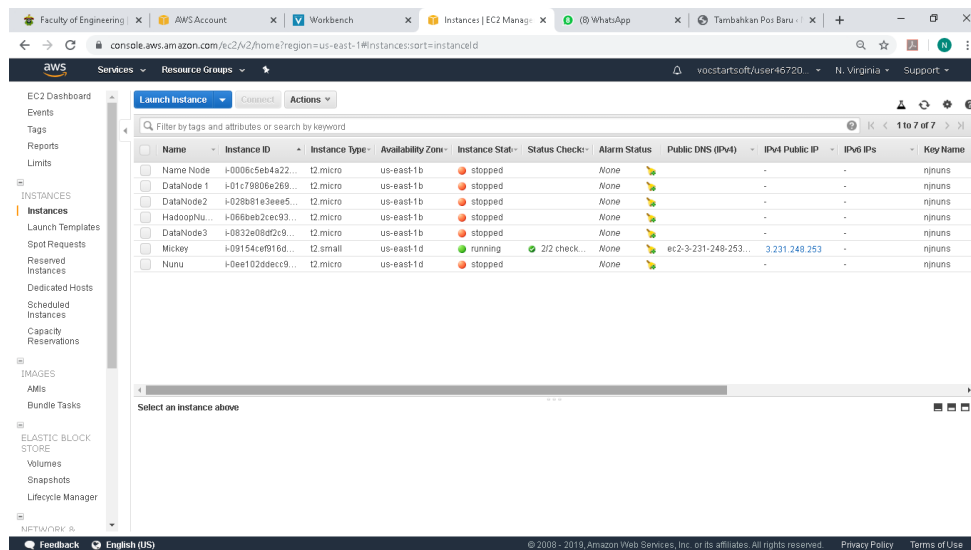 Faculty of Engineering | AWS Account Workbench Instances | EC2 Manag (8) WhatsApp Tambahkan Pos Baru
console.aws.amazon.com/ec2/v2/home?region=us-east-1#Instances:sort=instanceId
aws Services Resource Groups vocstartsoft/user46720... N. Virginia Support
EC2 Dashboard
Events
Tags
Reports
Limits
INSTANCES
Instances
Launch Templates
Spot Requests
Reserved
Instances
Dedicated Hosts
Scheduled
Instances
Capacity
Reservations
IMAGES
AMIs
Bundle Tasks
ELASTIC BLOCK
STORE
Volumes
Snapshots
Lifecycle Manager
NETWORK &
Launch Instance Connect Actions
Filter by tags and attributes or search by keyword 1 to 7 of 7
Name Instance ID Instance Type Availability Zone Instance State Status Checks Alarm Status Public DNS (IPv4) IPv4 Public IP IPv6 IPs Key Name
Name Node i-0006c5eb4a22... t2.micro us-east-1b stopped None - - njnuns
DataNode 1 i-01c79806e269... t2.micro us-east-1b stopped None - - njnuns
DataNode2 i-028b81e3eee5... t2.micro us-east-1b stopped None - - njnuns
HadoopNu... i-066beb2cec93... t2.micro us-east-1b stopped None - - njnuns
DataNode3 i-0832e08df2c9... t2.micro us-east-1b stopped None - - njnuns
Mickey i-09154cef916d... t2.small us-east-1d running 2/2 check... None ec2-3-231-248-253... 3.231.248.253 - njnuns
Nunu i-0ee102ddecc9... t2.micro us-east-1d stopped None - - njnuns
Select an instance above
Feedback English (US) © 2008 - 2019, Amazon Web Services, Inc. or its affiliates. All rights reserved. Privacy Policy Terms of Use